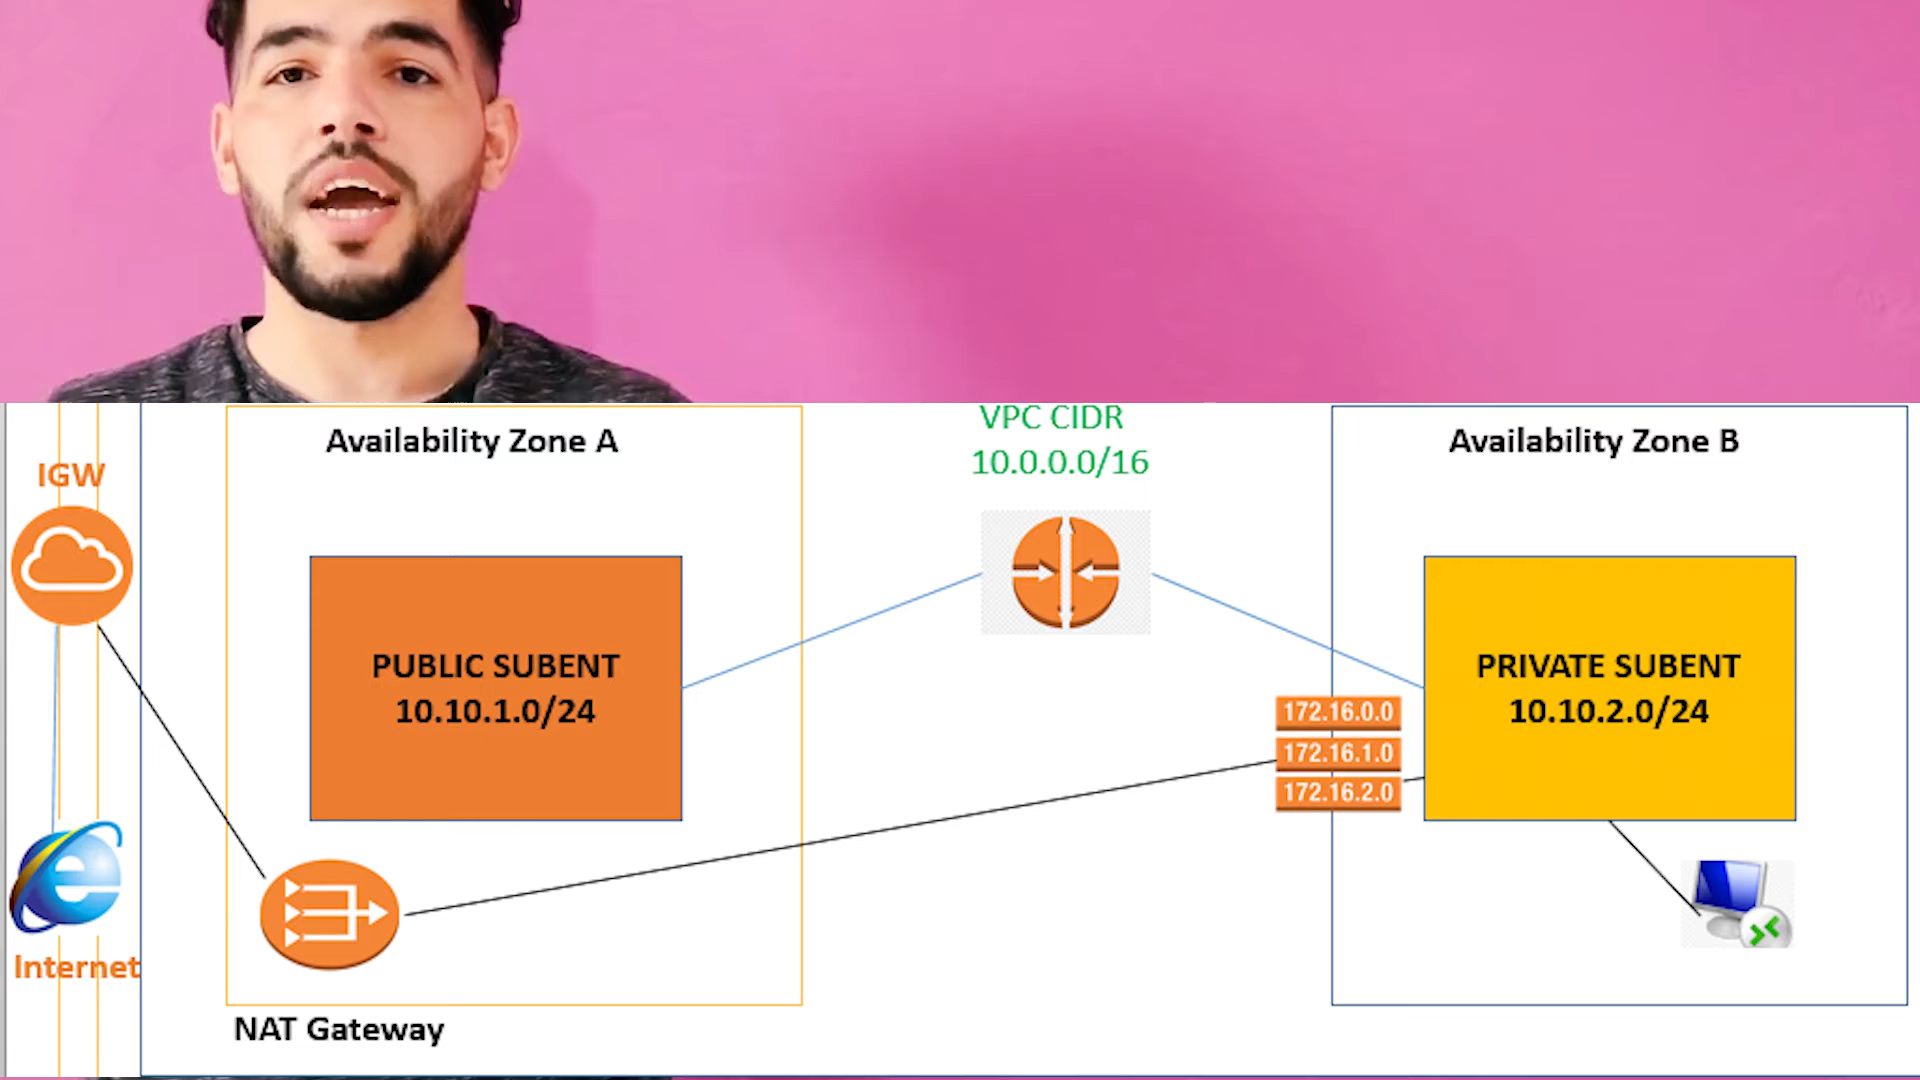 Availability Zone A
VPC CIDR
10.0.0.0/16
Availability Zone B
IGW
PUBLIC SUBENT
10.10.1.0/24
172.16.0.0
172.16.1.0
172.16.2.0
PRIVATE SUBENT
10.10.2.0/24
Internet
NAT Gateway